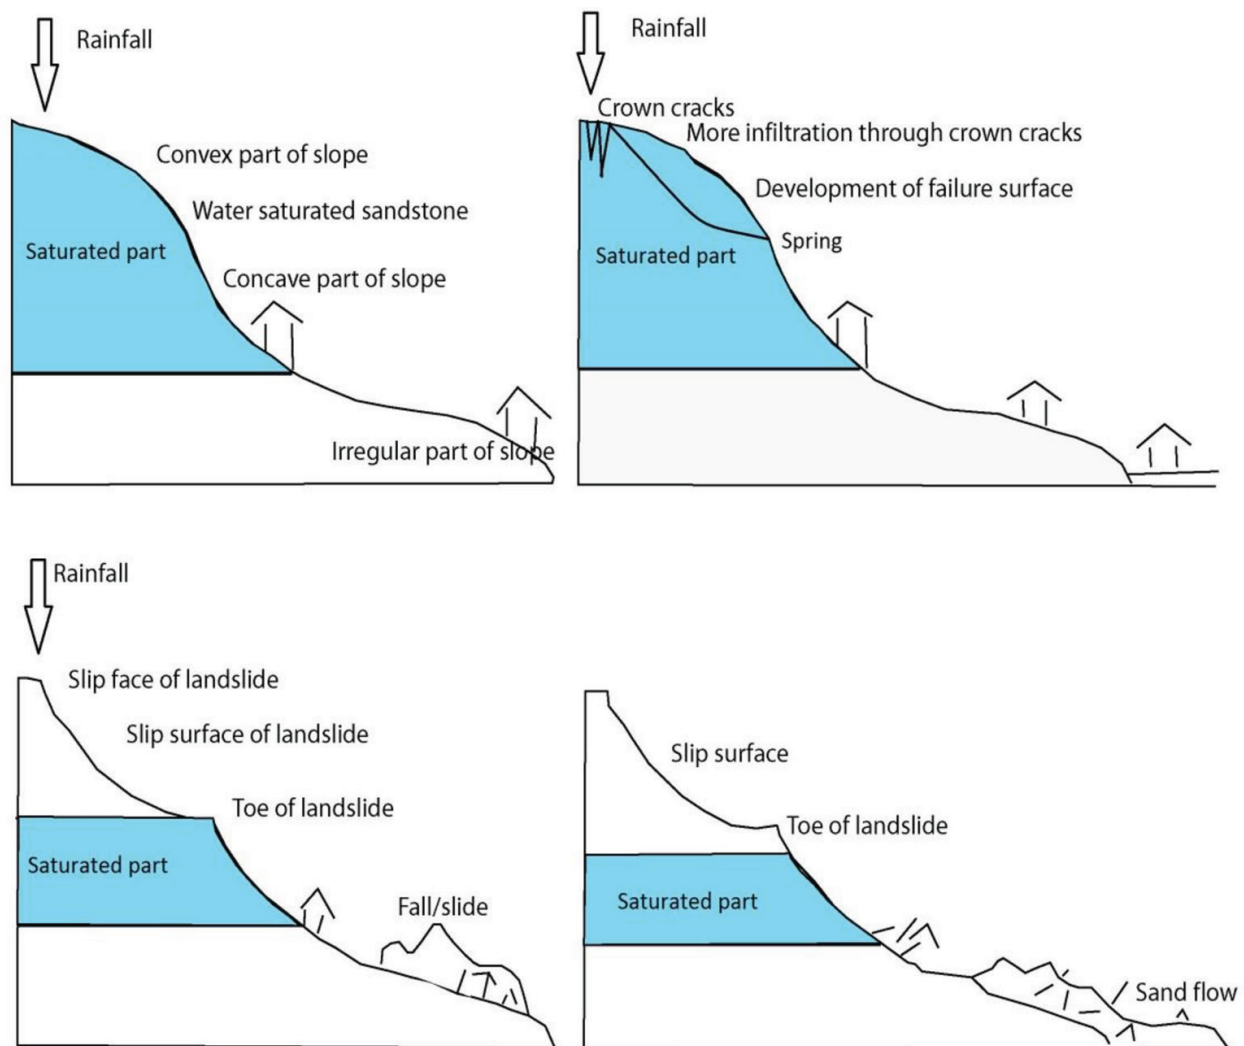 Rainfall
Convex part of slope
Water saturated sandstone
Saturated part
Concave part of slope
Irregular part of slope
Rainfall
Crown cracks
More infiltration through crown cracks
Development of failure surface
Spring
Saturated part
Rainfall
Slip face of landslide
Slip surface of landslide
Toe of landslide
Saturated part
Fall/slide
Slip surface
Toe of landslide
Saturated part
Sand flow